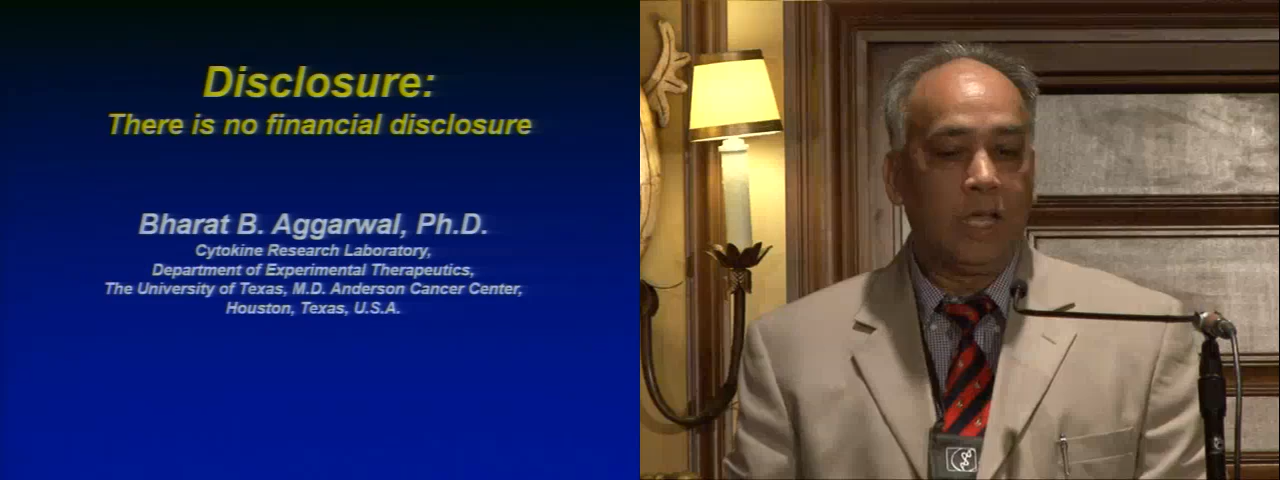 Disclosure:
There is no financial disclosure
Bharat B. Aggarwal, Ph.D.
Cytokine Research Laboratory,
Department of Experimental Therapeutics,
The University of Texas, M.D. Anderson Cancer Center,
Houston, Texas, U.S.A.